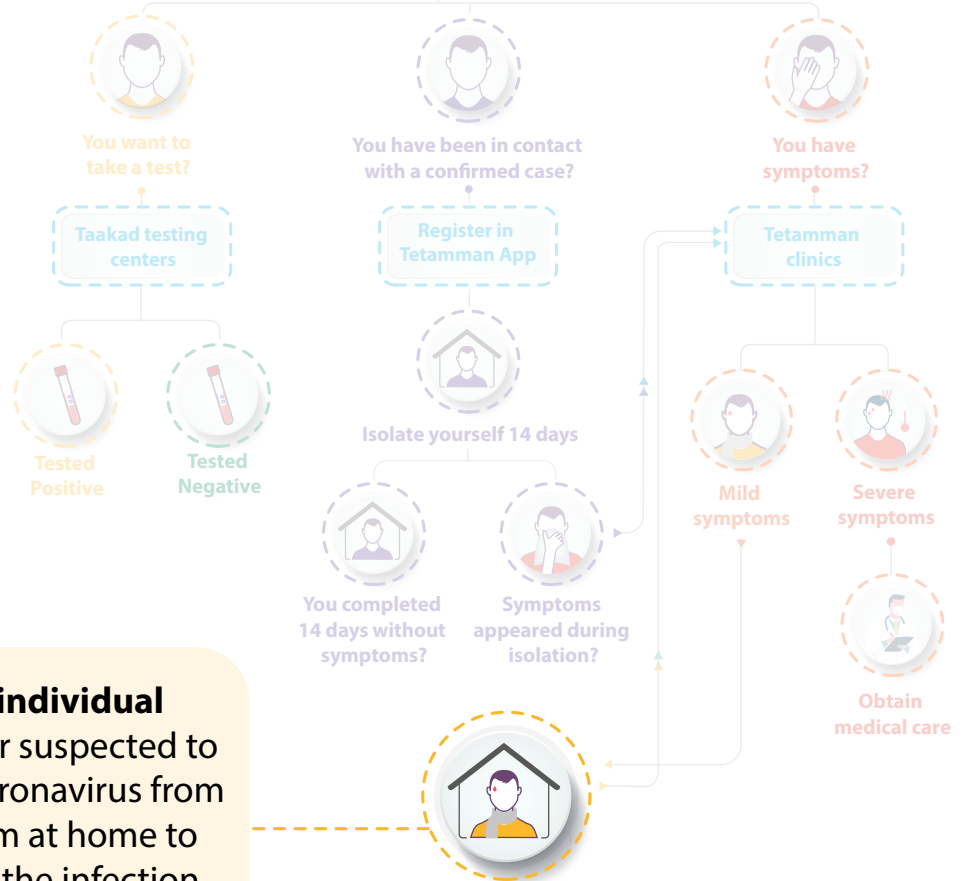 You want to
take a test?
You have been in contact
with a confirmed case?
You have
symptoms?
Taakad testing
centers
Register in
Tetamman App
Tetamman
clinics
Isolate yourself 14 days
Tested
Positive
Tested
Negative
Mild
symptoms
Severe
symptoms
You completed
14 days without
symptoms?
Symptoms
appeared during
isolation?
Obtain
medical care
individual
r suspected to
ronavirus from
m at home to
the infection